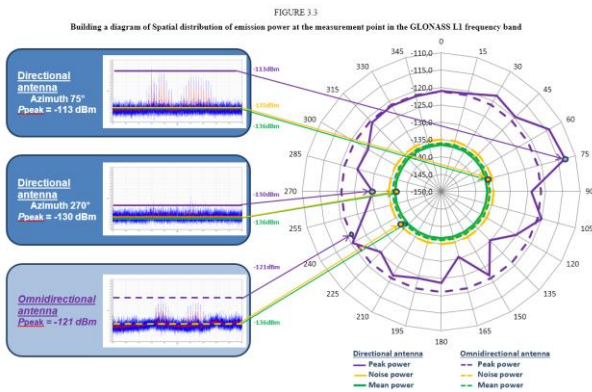 FIGURE 3.3
Building a diagram of Spatial distribution of emission power at the measurement point in the GLONASS L1 frequency band
Directional
antenna
Azimuth 75°
Ppeak = -113 dBm
-113dBm
-135dBm
-136dBm
Directional
antenna
Azimuth 270°
Ppeak = -130 dBm
-130dBm
-136dBm
Omnidirectional
antenna
Ppeak = -121 dBm
-121dBm
-136dBm
0
15
30
45
60
75
90
105
120
135
150
165
180
195
210
225
240
255
270
285
300
315
330
345
-110.0
-115.0
-120.0
-125.0
-130.0
-135.0
-140.0
-145.0
-150.0
Directional antenna
Peak power
Noise power
Mean power
Omnidirectional antenna
Peak power
Noise power
Mean power